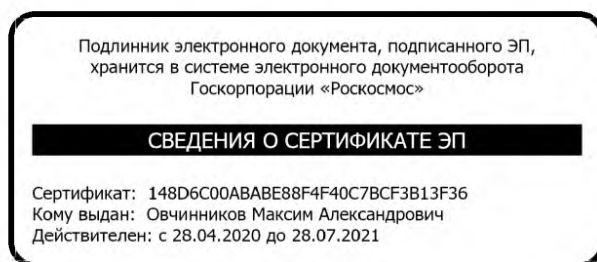 Подлинник электронного документа, подписанного ЭП,
хранится в системе электронного документооборота
Госкорпорации «Роскосмос»
СВЕДЕНИЯ О СЕРТИФИКАТЕ ЭП
Сертификат: 148D6C00ABABE88F4F40C7BCF3B13F36
Кому выдан: Овчинников Максим Александрович
Действителен: с 28.04.2020 до 28.07.2021